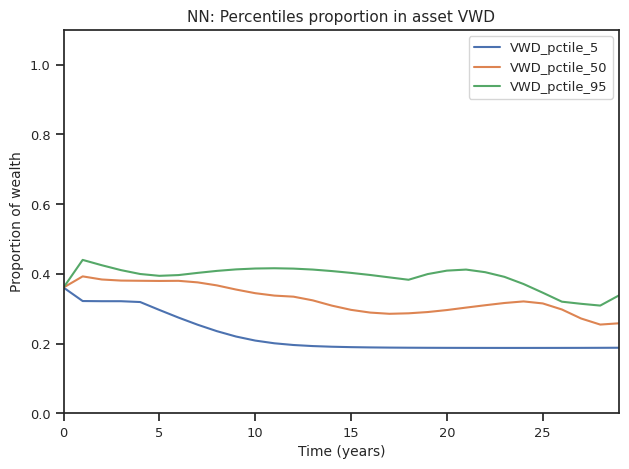 NN: Percentiles proportion in asset VWD
VWD_pctile_5
VWD_pctile_50
VWD_pctile_95
Proportion of wealth
1.0
0.8
0.6
0.4
0.2
0.0
0 5 10 15 20 25
Time (years)